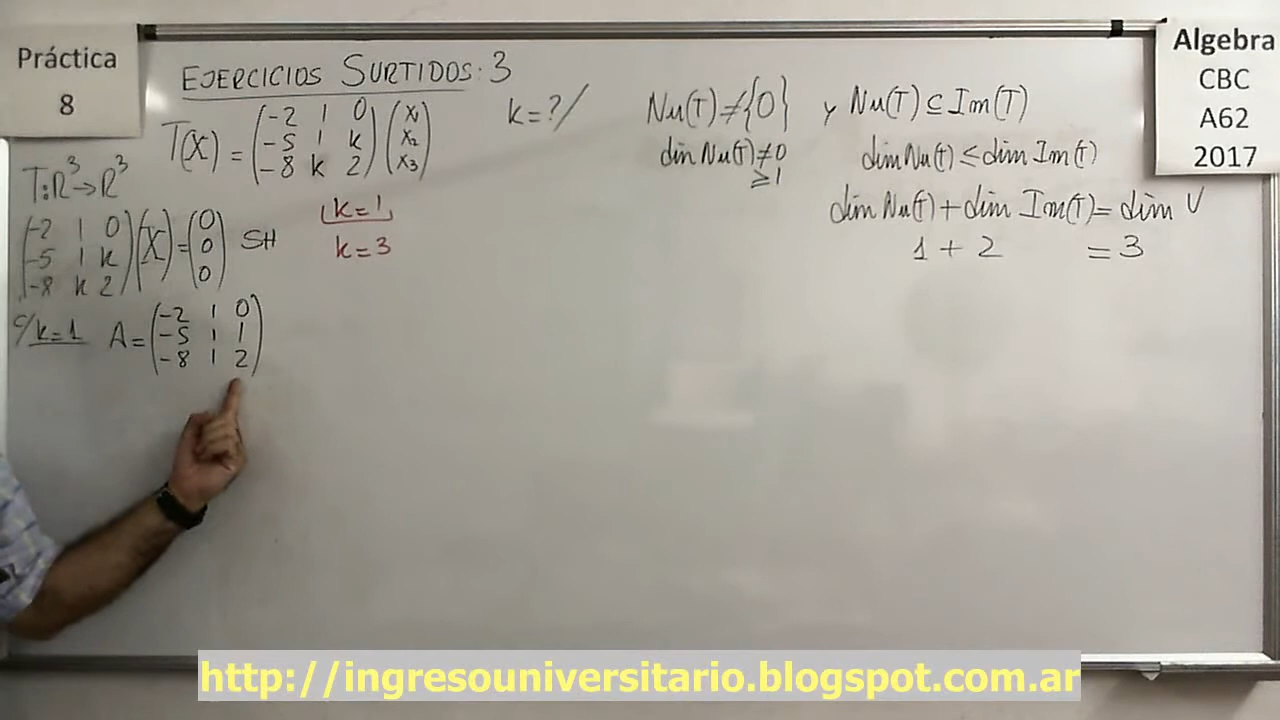 Práctica
8
Algebra
CBC
A62
2017
EJERCICIOS SURTIDOS: 3
T(X) = (-2 1 0) (x₁)
(-5 1 k) (x₂)
(-8 k 2) (x₃)
k=?/
Nu(T)≠{0} y Nu(T)⊆Im(T)
dim Nu(T)≠0
≥1
dim Nu(T)≤dim Im(T)
dim Nu(T)+dim Im(T)=dim V
1 + 2 = 3
T:R³→R³
(-2 1 0) (X) = (0) SH
(-5 1 k) (0)
(-8 k 2) (0)
k=1
k=3
c/k=1 A= (-2 1 0)
(-5 1 1)
(-8 1 2)
http://ingresouniversitario.blogspot.com.ar